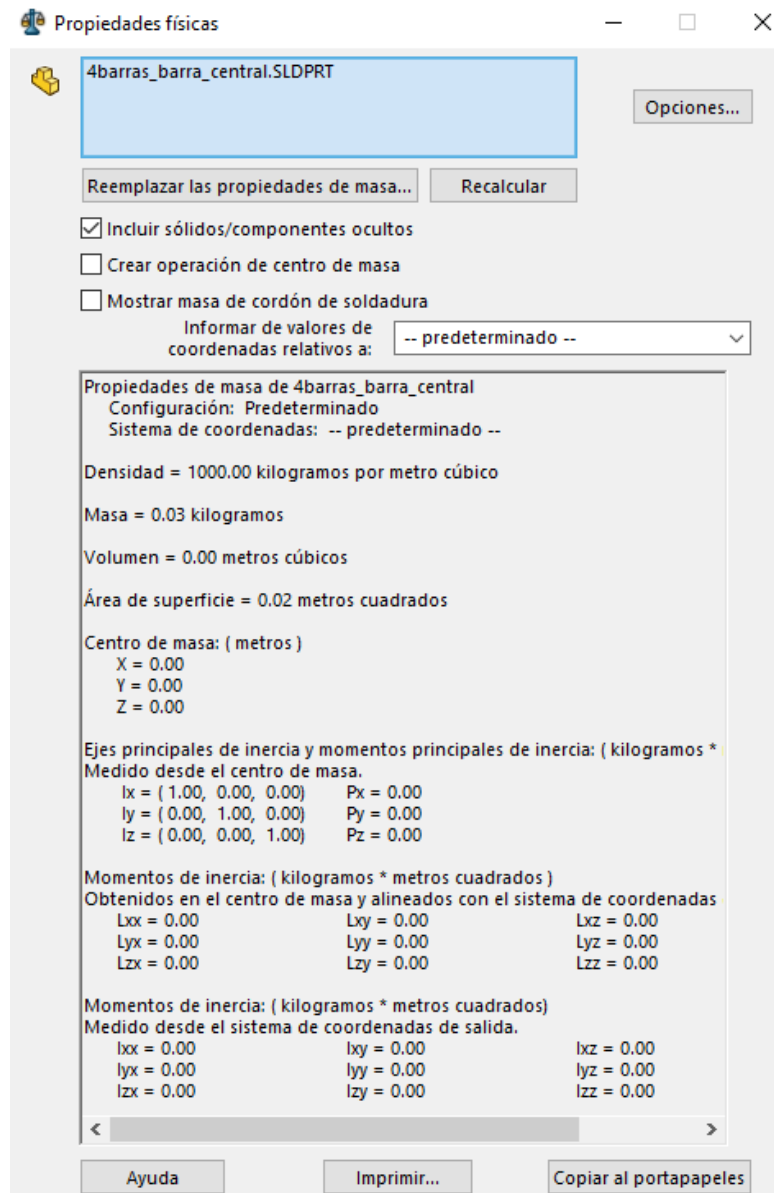 Propiedades físicas
4barras_barra_central.SLDPRT
Opciones...
Reemplazar las propiedades de masa...
Recalcular
Incluir sólidos/componentes ocultos
Crear operación de centro de masa
Mostrar masa de cordón de soldadura
Informar de valores de
coordenadas relativos a:
-- predeterminado --
Propiedades de masa de 4barras_barra_central
Configuración: Predeterminado
Sistema de coordenadas: -- predeterminado --
Densidad = 1000.00 kilogramos por metro cúbico
Masa = 0.03 kilogramos
Volumen = 0.00 metros cúbicos
Área de superficie = 0.02 metros cuadrados
Centro de masa: ( metros )
X = 0.00
Y = 0.00
Z = 0.00
Ejes principales de inercia y momentos principales de inercia: ( kilogramos *
Medido desde el centro de masa.
Ix = ( 1.00, 0.00, 0.00) Px = 0.00
Iy = ( 0.00, 1.00, 0.00) Py = 0.00
Iz = ( 0.00, 0.00, 1.00) Pz = 0.00
Momentos de inercia: ( kilogramos * metros cuadrados )
Obtenidos en el centro de masa y alineados con el sistema de coordenadas
Lxx = 0.00 Lxy = 0.00 Lxz = 0.00
Lyx = 0.00 Lyy = 0.00 Lyz = 0.00
Lzx = 0.00 Lzy = 0.00 Lzz = 0.00
Momentos de inercia: ( kilogramos * metros cuadrados)
Medido desde el sistema de coordenadas de salida.
Ixx = 0.00 Ixy = 0.00 Ixz = 0.00
Iyx = 0.00 Iyy = 0.00 Iyz = 0.00
Izx = 0.00 Izy = 0.00 Izz = 0.00
Ayuda
Imprimir...
Copiar al portapapeles